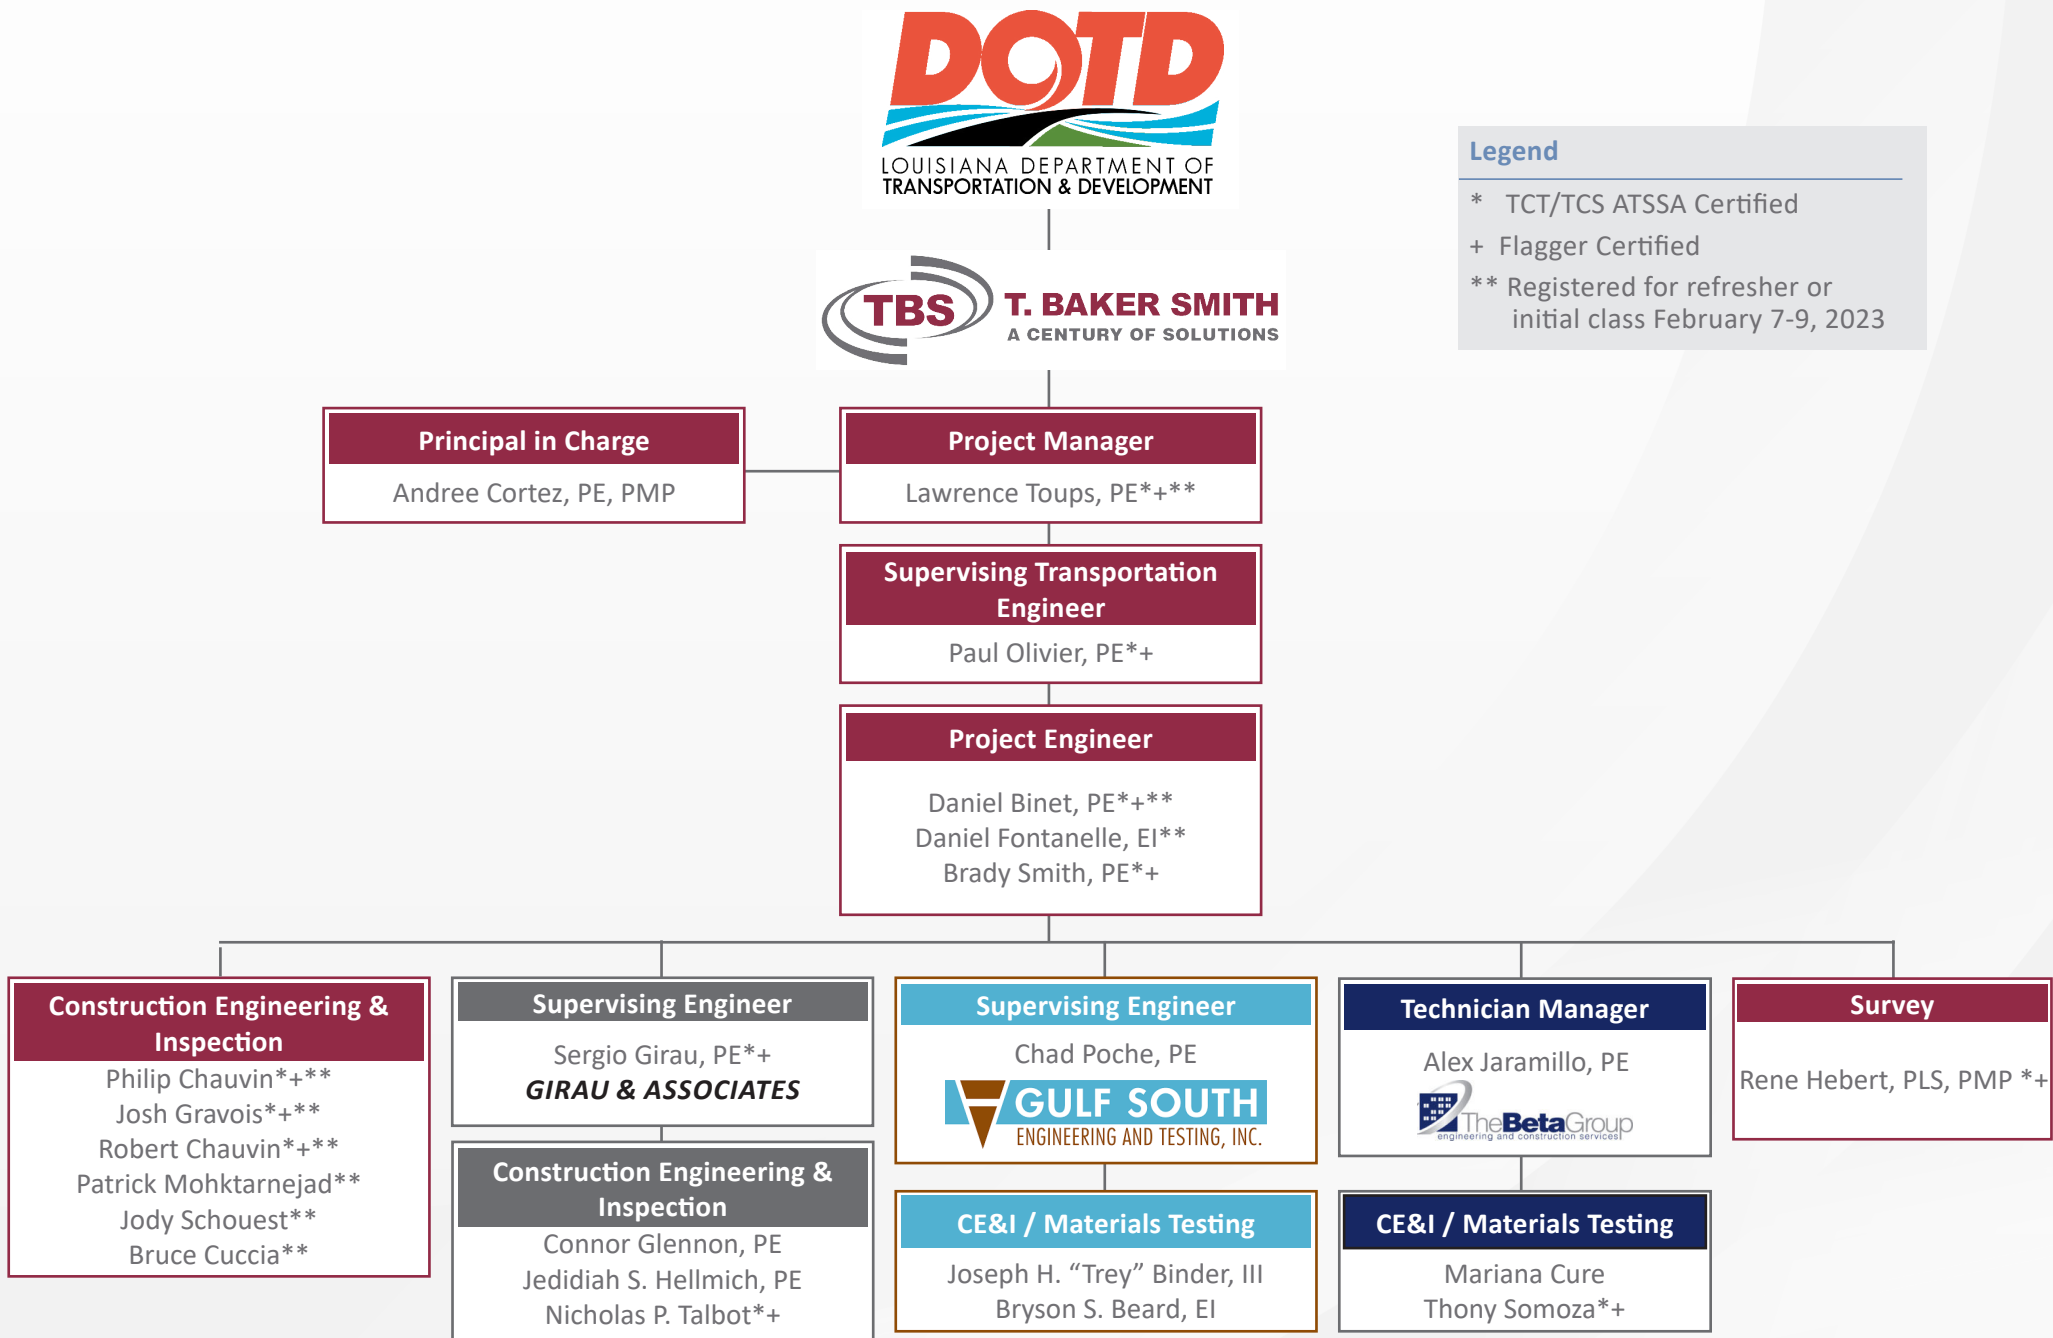 DOTD
LOUISIANA DEPARTMENT OF
TRANSPORTATION & DEVELOPMENT
Legend
* TCT/TCS ATSSA Certified
+ Flagger Certified
** Registered for refresher or
initial class February 7-9, 2023
TBS
T. BAKER SMITH
A CENTURY OF SOLUTIONS
Principal in Charge
Andree Cortez, PE, PMP
Project Manager
Lawrence Toups, PE*+**
Supervising Transportation
Engineer
Paul Olivier, PE*+
Project Engineer
Daniel Binet, PE*+**
Daniel Fontanelle, EI**
Brady Smith, PE*+
Construction Engineering &
Inspection
Philip Chauvin*+**
Josh Gravois*+**
Robert Chauvin*+**
Patrick Mohktarnejad**
Jody Schouest**
Bruce Cuccia**
Supervising Engineer
Sergio Girau, PE*+
GIRAU & ASSOCIATES
Construction Engineering &
Inspection
Connor Glennon, PE
Jedidiah S. Hellmich, PE
Nicholas P. Talbot*+
Supervising Engineer
Chad Poche, PE
GULF SOUTH
ENGINEERING AND TESTING, INC.
CE&I / Materials Testing
Joseph H. “Trey” Binder, III
Bryson S. Beard, EI
Technician Manager
Alex Jaramillo, PE
TheBetaGroup
engineering and construction services
CE&I / Materials Testing
Mariana Cure
Thony Somoza*+
Survey
Rene Hebert, PLS, PMP *+